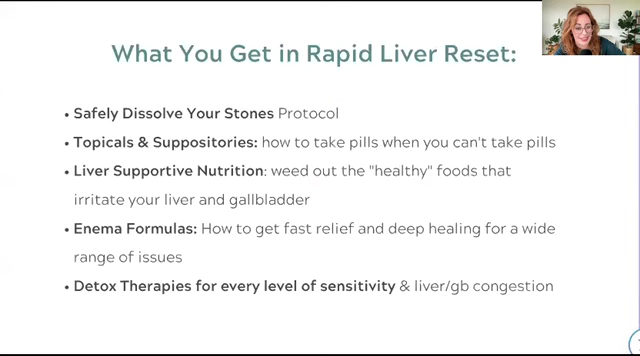 What You Get in Rapid Liver Reset:
• Safely Dissolve Your Stones Protocol
• Topicals & Suppositories: how to take pills when you can't take pills
• Liver Supportive Nutrition: weed out the "healthy" foods that
irritate your liver and gallbladder
• Enema Formulas: How to get fast relief and deep healing for a wide
range of issues
• Detox Therapies for every level of sensitivity & liver/gb congestion